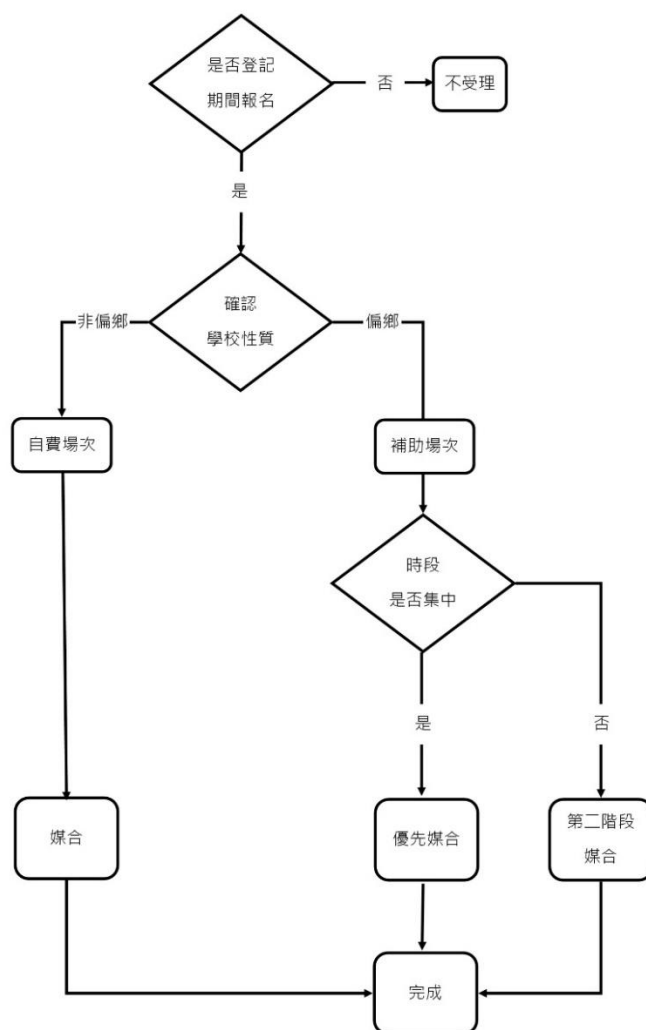 是否登記
期間報名
否
不受理
是
確認
學校性質
非偏鄉
偏鄉
自費場次
補助場次
時段
是否集中
是
否
媒合
優先媒合
第二階段
媒合
完成